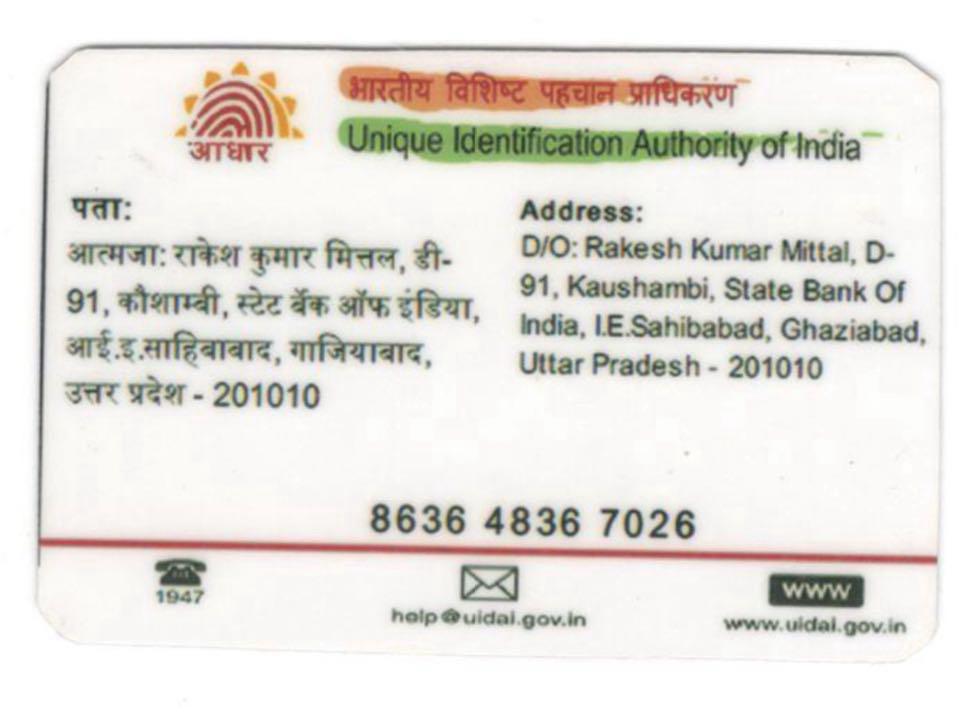 आधार
भारतीय विशिष्ट पहचान प्राधिकरण
Unique Identification Authority of India
पता:
आत्मजा: राकेश कुमार मित्तल, डी-
91, कौशाम्बी, स्टेट बॅक ऑफ इंडिया,
आई.इ.साहिबाबाद, गाजियाबाद,
उत्तर प्रदेश - 201010
Address:
D/O: Rakesh Kumar Mittal, D-
91, Kaushambi, State Bank Of
India, I.E.Sahibabad, Ghaziabad,
Uttar Pradesh - 201010
8636 4836 7026
1947
help@uidai.gov.in
www
www.uidai.gov.in